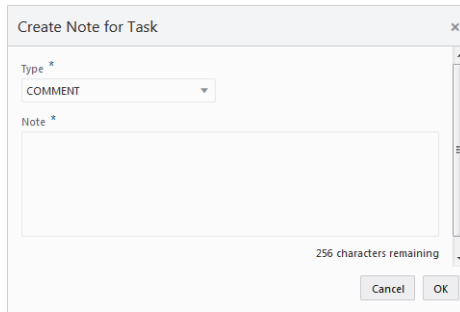 Create Note for Task
×
Type *
COMMENT
Note *
256 characters remaining
Cancel OK